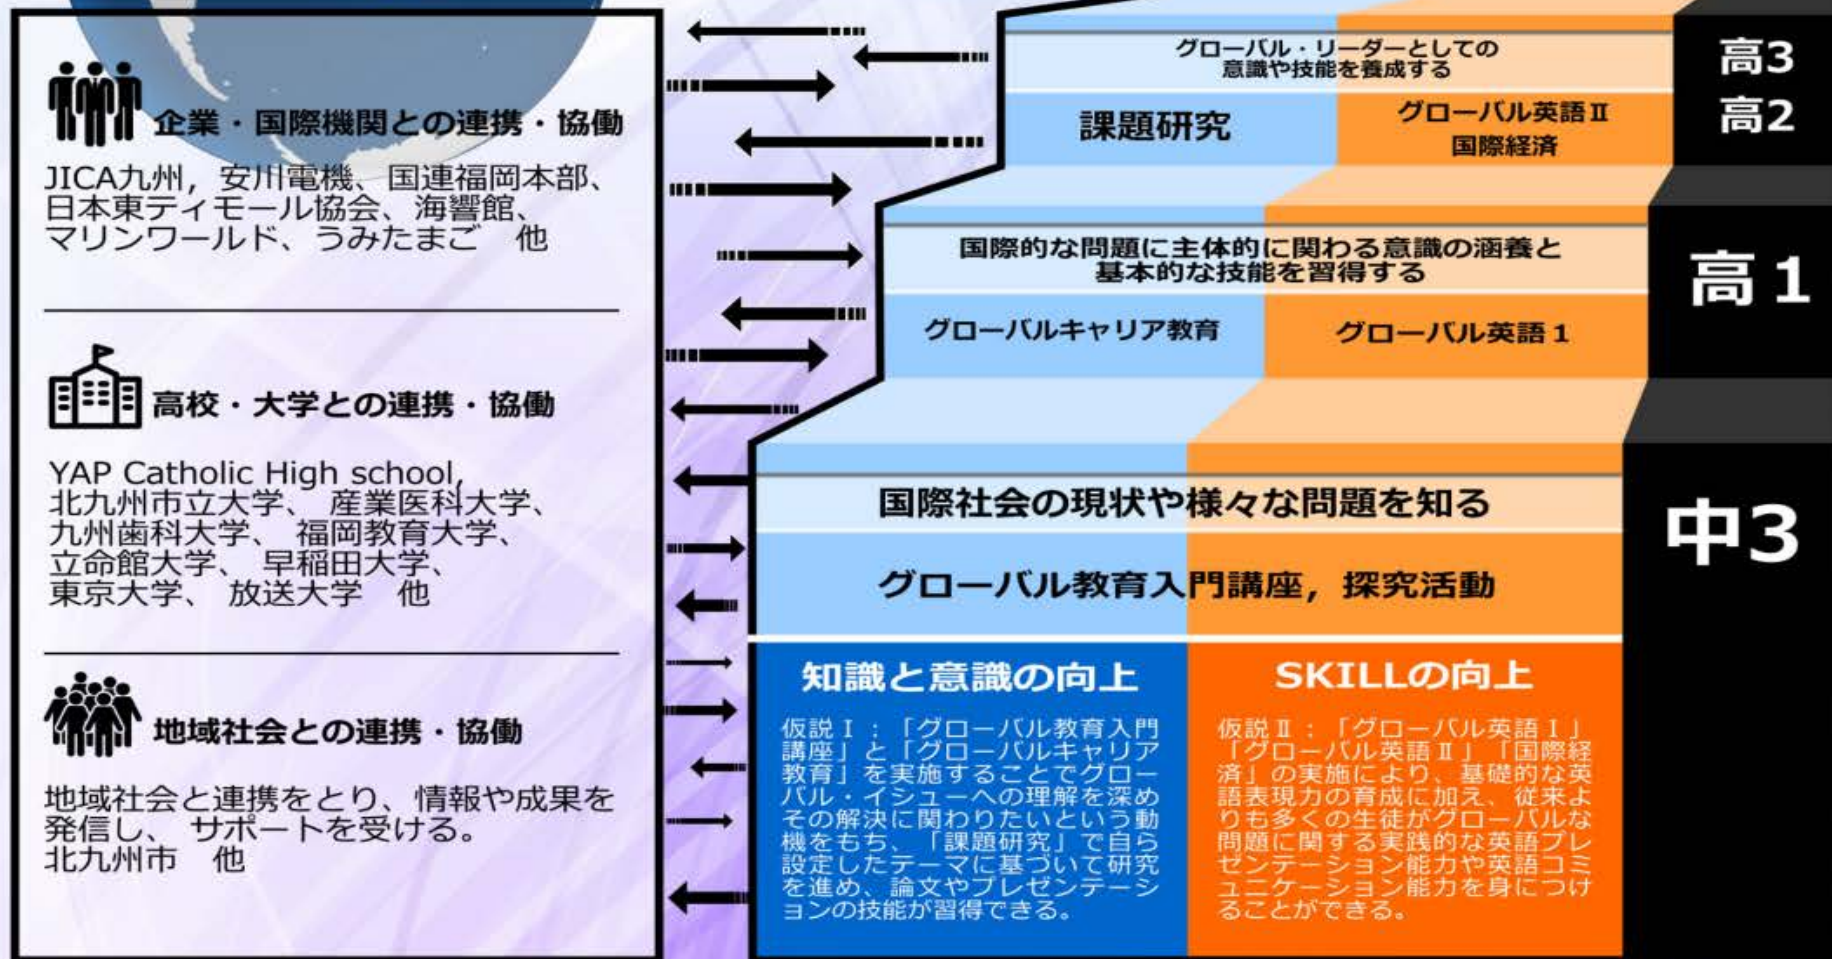 企業・国際機関との連携・協働
JICA九州，安川電機、国連福岡本部、
日本東ティモール協会、海響館、
マリンワールド、うみたまご　他
高校・大学との連携・協働
YAP Catholic High school,
北九州市立大学、 産業医科大学、
九州歯科大学、 福岡教育大学、
立命館大学、 早稲田大学、
東京大学、 放送大学　他
地域社会との連携・協働
地域社会と連携をとり、情報や成果を
発信し、 サポートを受ける。
北九州市　他
グローバル・リーダーとしての
意識や技能を養成する
課題研究
グローバル英語Ⅱ
国際経済
高3
高2
国際的な問題に主体的に関わる意識の涵養と
基本的な技能を習得する
グローバルキャリア教育
グローバル英語１
高１
国際社会の現状や様々な問題を知る
グローバル教育入門講座，探究活動
中3
知識と意識の向上
仮説Ⅰ：「グローバル教育入門
講座」と「グローバルキャリア
教育」を実施することでグロー
バル・イシューへの理解を深め
その解決に関わりたいという動
機をもち、「課題研究」で自ら
設定したテーマに基づいて研究
を進め、論文やプレゼンテーシ
ョンの技能が習得できる。
SKILLの向上
仮説Ⅱ：「グローバル英語Ⅰ」
「グローバル英語Ⅱ」「国際経
済」の実施により、基礎的な英
語表現力の育成に加え、従来よ
りも多くの生徒がグローバルな
問題に関する実践的な英語プレ
ゼンテーション能力や英語コミ
ュニケーション能力を身につけ
ることができる。